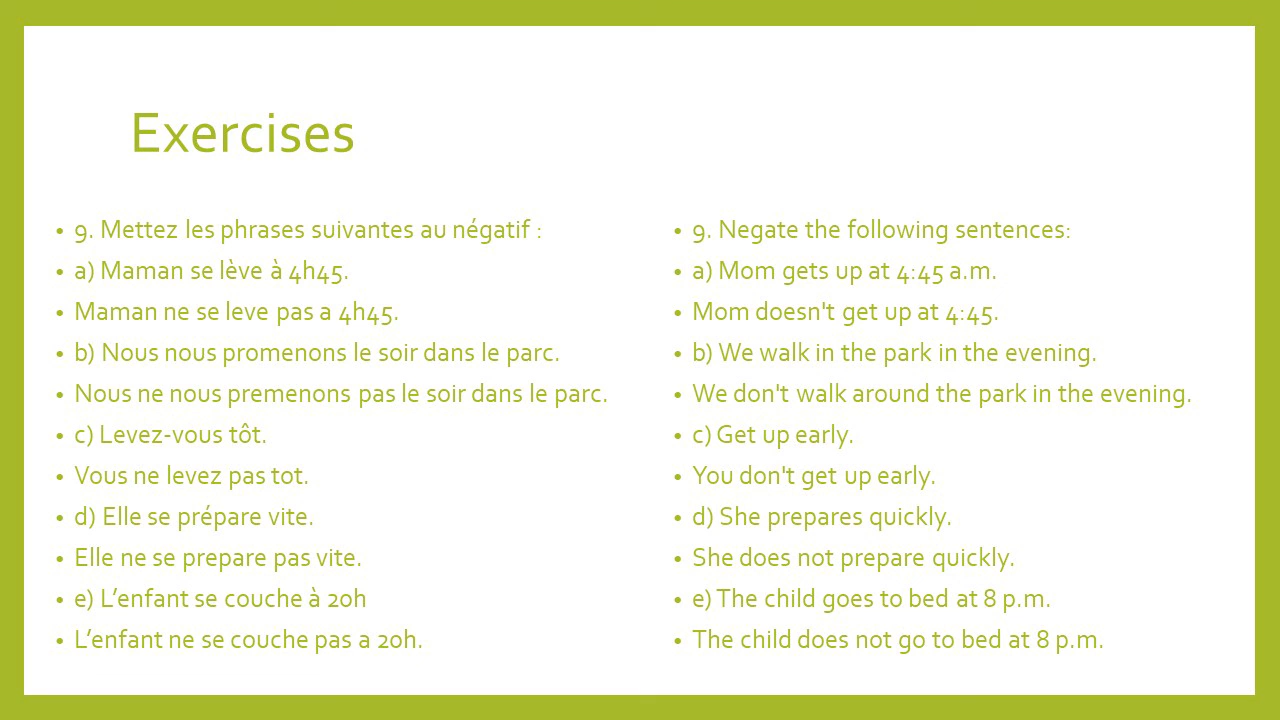 Exercises
• 9. Mettez les phrases suivantes au négatif :
• a) Maman se lève à 4h45.
• Maman ne se leve pas a 4h45.
• b) Nous nous promenons le soir dans le parc.
• Nous ne nous premenons pas le soir dans le parc.
• c) Levez-vous tôt.
• Vous ne levez pas tot.
• d) Elle se prépare vite.
• Elle ne se prepare pas vite.
• e) L’enfant se couche à 20h
• L’enfant ne se couche pas a 20h.
• 9. Negate the following sentences:
• a) Mom gets up at 4:45 a.m.
• Mom doesn't get up at 4:45.
• b) We walk in the park in the evening.
• We don't walk around the park in the evening.
• c) Get up early.
• You don't get up early.
• d) She prepares quickly.
• She does not prepare quickly.
• e) The child goes to bed at 8 p.m.
• The child does not go to bed at 8 p.m.